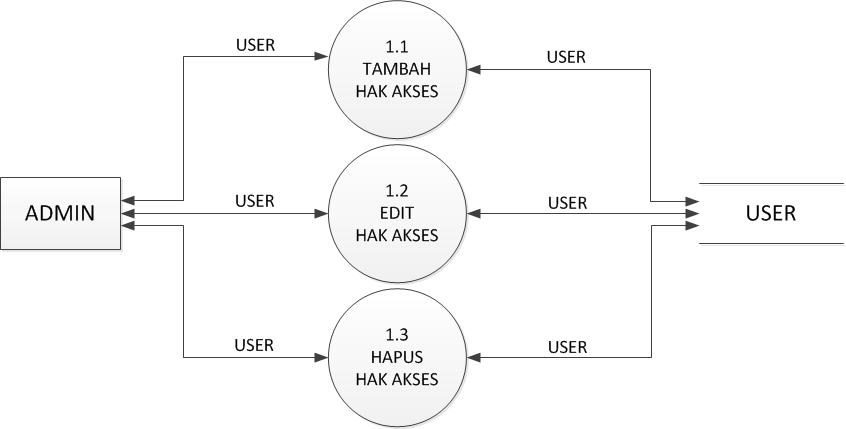 USER
1.1
TAMBAH
HAK AKSES
USER
ADMIN
USER
1.2
EDIT
HAK AKSES
USER
USER
USER
1.3
HAPUS
HAK AKSES
USER